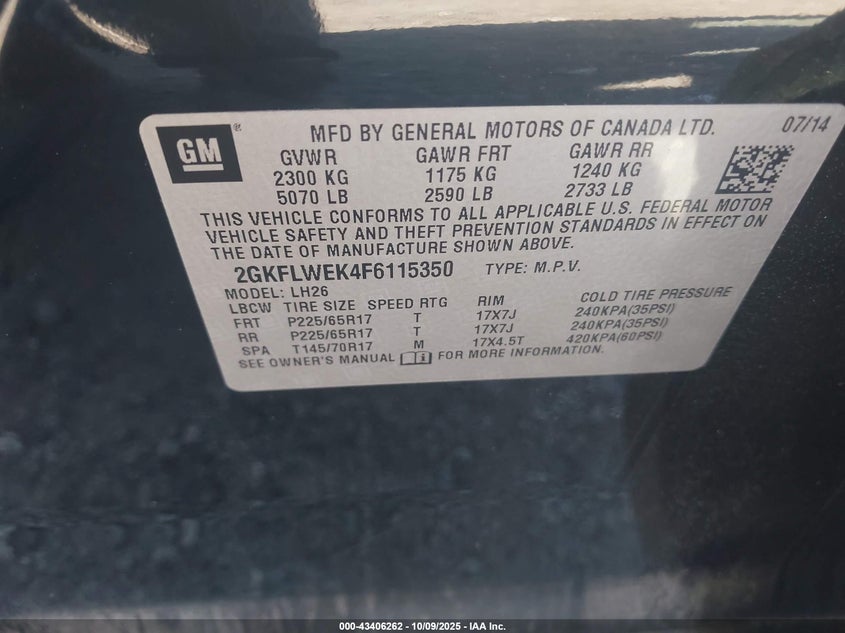 GM ®
MFD BY GENERAL MOTORS OF CANADA LTD. 07/14
GVWR GAWR FRT GAWR RR
2300 KG 1175 KG 1240 KG
5070 LB 2590 LB 2733 LB
THIS VEHICLE CONFORMS TO ALL APPLICABLE U.S. FEDERAL MOTOR
VEHICLE SAFETY AND THEFT PREVENTION STANDARDS IN EFFECT ON
THE DATE OF MANUFACTURE SHOWN ABOVE.
2GKFLWEK4F6115350 TYPE: M.P.V.
MODEL: LH26
LBCW TIRE SIZE SPEED RTG RIM COLD TIRE PRESSURE
FRT P225/65R17 T 17X7J 240KPA(35PSI)
RR P225/65R17 T 17X7J 240KPA(35PSI)
SPA T145/70R17 M 17X4.5T 420KPA(60PSI)
SEE OWNER'S MANUAL FOR MORE INFORMATION.
000-43406262 - 10/09/2025 - IAA Inc.